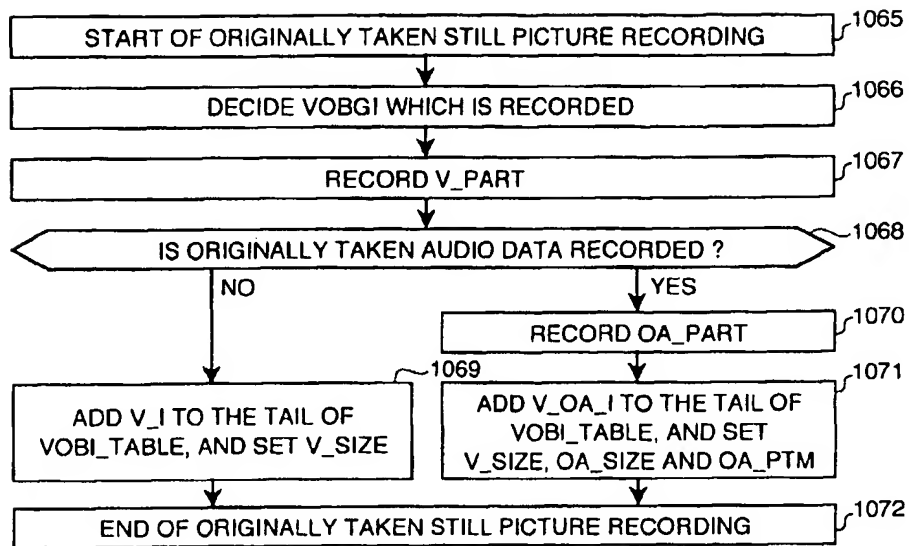 START OF ORIGINALLY TAKEN STILL PICTURE RECORDING
1065
DECIDE VOBGI WHICH IS RECORDED
1066
RECORD V_PART
1067
IS ORIGINALLY TAKEN AUDIO DATA RECORDED ?
1068
NO
YES
RECORD OA_PART
1070
1069
ADD V_I TO THE TAIL OF
VOBI_TABLE, AND SET V_SIZE
1071
ADD V_OA_I TO THE TAIL OF
VOBI_TABLE, AND SET
V_SIZE, OA_SIZE AND OA_PTM
END OF ORIGINALLY TAKEN STILL PICTURE RECORDING
1072